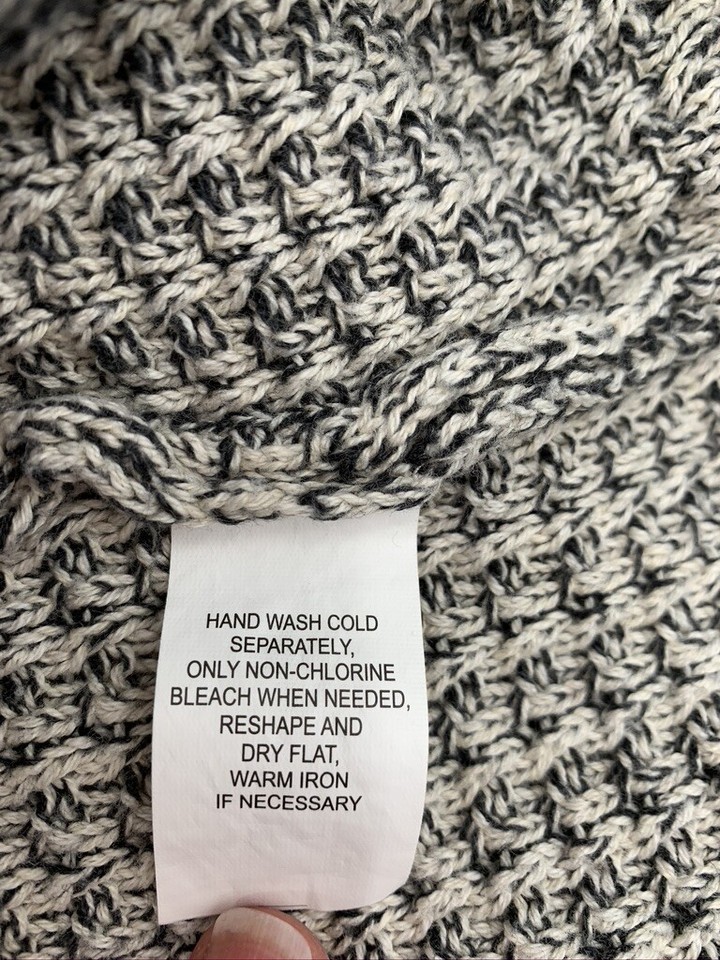 HAND WASH COLD
SEPARATELY,
ONLY NON-CHLORINE
BLEACH WHEN NEEDED,
RESHAPE AND
DRY FLAT,
WARM IRON
IF NECESSARY